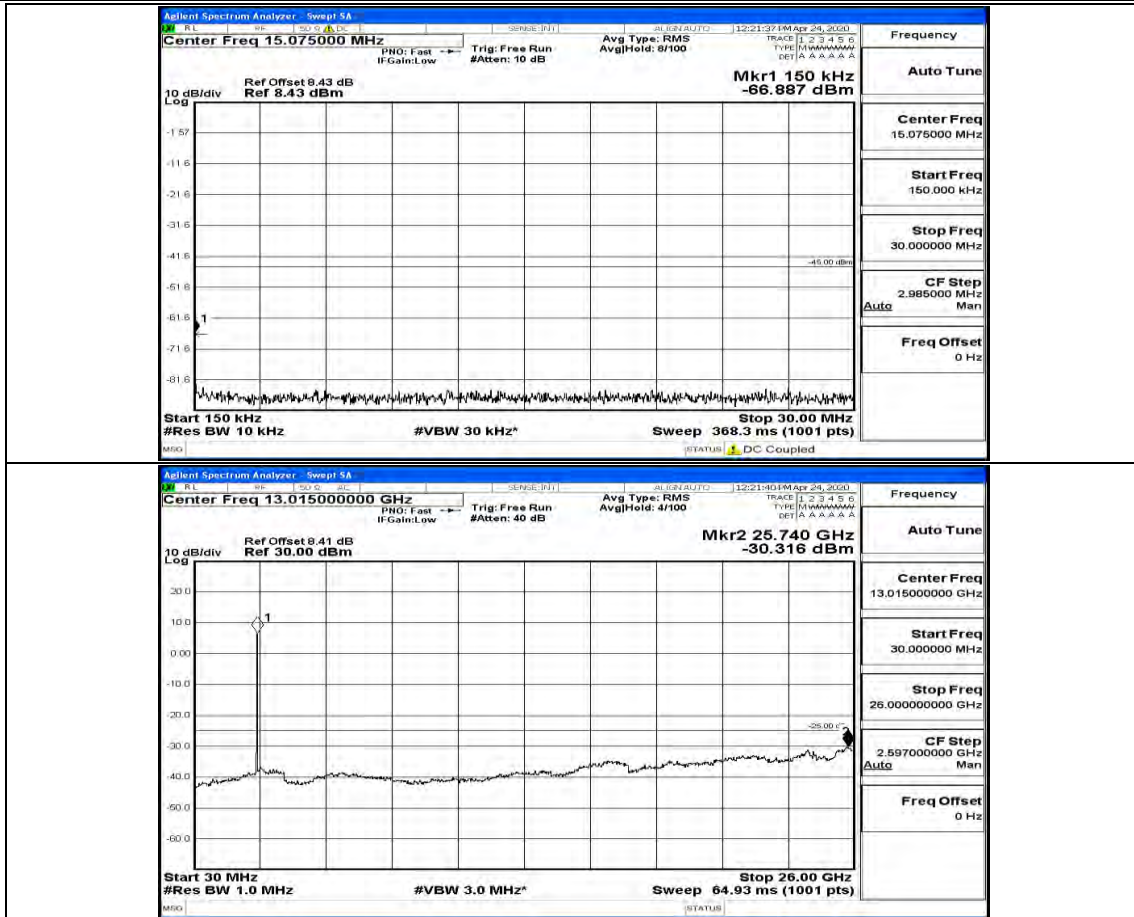 Agilent Spectrum Analyzer - Swept SA
RL RF 50 Ω DC SENSE:INT ALIGN AUTO 12:21:37 PM Apr 24, 2020
Center Freq 15.075000 MHz
PNO: Fast
IFGain:Low
Trig: Free Run
#Atten: 10 dB
Avg Type: RMS
Avg|Hold: 8/100
TRACE 1 2 3 4 5 6
TYPE M
DET A A A A A A
Frequency
Auto Tune
Center Freq
15.075000 MHz
Start Freq
150.000 kHz
Stop Freq
30.000000 MHz
CF Step
2.985000 MHz
Auto Man
Freq Offset
0 Hz
Ref Offset 8.43 dB
Mkr1 150 kHz
10 dB/div Ref 8.43 dBm -66.887 dBm
Log
-1.57
-11.6
-21.6
-31.6
-41.6
-45.00 dBm
-51.6
-61.6
1
-71.6
-81.6
Start 150 kHz Stop 30.00 MHz
#Res BW 10 kHz #VBW 30 kHz* Sweep 368.3 ms (1001 pts)
MSG STATUS DC Coupled
Agilent Spectrum Analyzer - Swept SA
RL RF 50 Ω AC SENSE:INT ALIGN AUTO 12:21:40 PM Apr 24, 2020
Center Freq 13.015000000 GHz
PNO: Fast
IFGain:Low
Trig: Free Run
#Atten: 40 dB
Avg Type: RMS
Avg|Hold: 4/100
TRACE 1 2 3 4 5 6
TYPE M
DET A A A A A A
Frequency
Auto Tune
Center Freq
13.015000000 GHz
Start Freq
30.000000 MHz
Stop Freq
26.000000000 GHz
CF Step
2.597000000 GHz
Auto Man
Freq Offset
0 Hz
Ref Offset 8.41 dB
Mkr2 25.740 GHz
10 dB/div Ref 30.00 dBm -30.316 dBm
Log
20.0
10.0
1
0.00
-10.0
-20.0
-25.00
2
-30.0
-40.0
-50.0
-60.0
Start 30 MHz Stop 26.00 GHz
#Res BW 1.0 MHz #VBW 3.0 MHz* Sweep 64.93 ms (1001 pts)
MSG STATUS